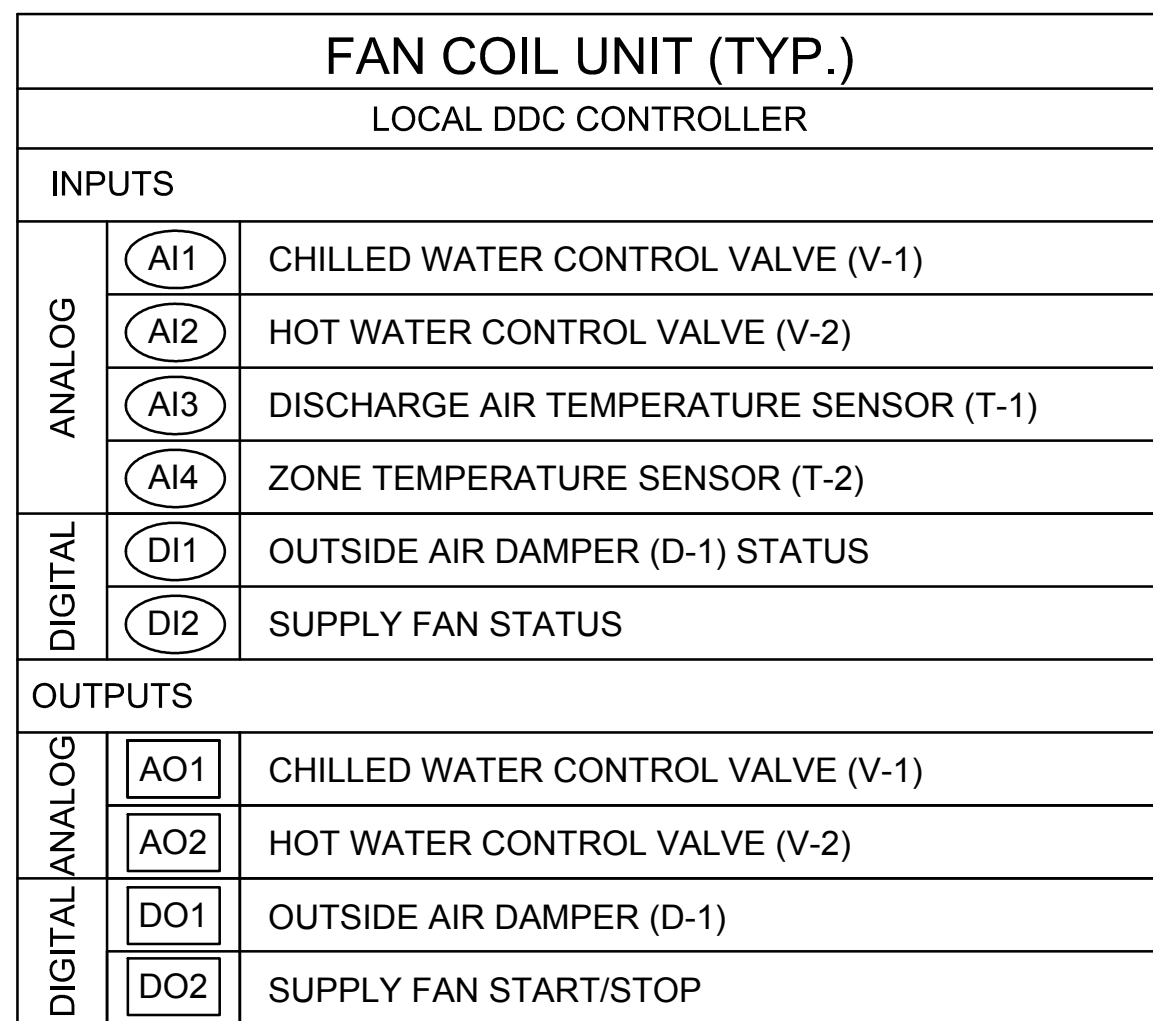 FAN COIL UNIT (TYP.)
LOCAL DDC CONTROLLER
INPUTS
ANALOG
AI1 CHILLED WATER CONTROL VALVE (V-1)
AI2 HOT WATER CONTROL VALVE (V-2)
AI3 DISCHARGE AIR TEMPERATURE SENSOR (T-1)
AI4 ZONE TEMPERATURE SENSOR (T-2)
DIGITAL
DI1 OUTSIDE AIR DAMPER (D-1) STATUS
DI2 SUPPLY FAN STATUS
OUTPUTS
ANALOG
AO1 CHILLED WATER CONTROL VALVE (V-1)
AO2 HOT WATER CONTROL VALVE (V-2)
DIGITAL
DO1 OUTSIDE AIR DAMPER (D-1)
DO2 SUPPLY FAN START/STOP